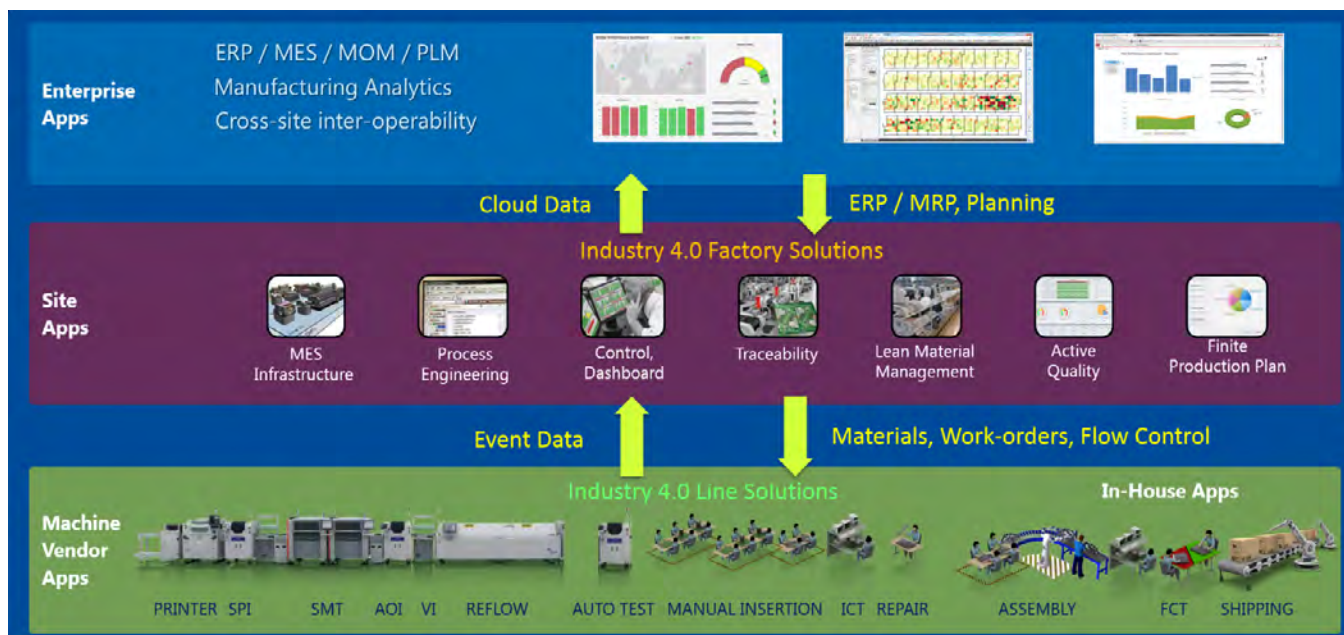 Enterprise
Apps
ERP / MES / MOM / PLM
Manufacturing Analytics
Cross-site inter-operability
Cloud Data
ERP / MRP, Planning
Industry 4.0 Factory Solutions
Site
Apps
MES
Infrastructure
Process
Engineering
Control,
Dashboard
Traceability
Lean Material
Management
Active
Quality
Finite
Production Plan
Event Data
Materials, Work-orders, Flow Control
Industry 4.0 Line Solutions
In-House Apps
Machine
Vendor
Apps
PRINTER SPI SMT AOI VI REFLOW AUTO TEST MANUAL INSERTION ICT REPAIR ASSEMBLY FCT SHIPPING